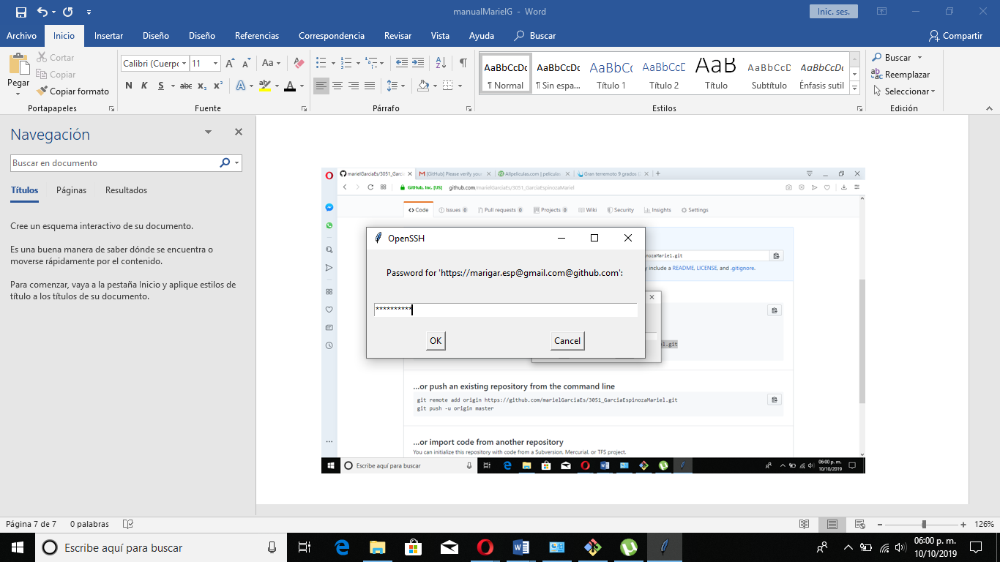 manualMarielG - Word
Inic. ses.
Archivo Inicio Insertar Diseño Diseño Referencias Correspondencia Revisar Vista Ayuda Buscar Compartir
Pegar
Cortar
Copiar
Copiar formato
Portapapeles
Calibri (Cuerpo 11
Aa
N K S abc x₂ x²
Fuente
Párrafo
AaBbCcDc AaBbCcDc AaBbCc AaBbCcD AaB AaBbCcD AaBbCcDc
¶ Normal ¶ Sin espa... Título 1 Título 2 Título Subtítulo Énfasis sutil
Estilos
Buscar
Reemplazar
Seleccionar
Edición
Navegación
Buscar en documento
Títulos Páginas Resultados
Cree un esquema interactivo de su documento.
Es una buena manera de saber dónde se encuentra o
moverse rápidamente por el contenido.
Para comenzar, vaya a la pestaña Inicio y aplique estilos de
título a los títulos de su documento.
marielGarciaEs/3051_Garci [GitHub] Please verify your Allpeliculas.com | peliculas Gran terremoto 9 grados
GitHub, Inc. [US] github.com/marielGarciaEs/3051_GarciaEspinozaMariel
Code Issues 0 Pull requests 0 Projects 0 Wiki Security Insights Settings
OpenSSH
Password for 'https://marigar.esp@gmail.com@github.com':
**********
OK Cancel
inozaMariel.git
y include a README, LICENSE, and .gitignore.
el.git
...or push an existing repository from the command line
git remote add origin https://github.com/marielGarciaEs/3051_GarciaEspinozaMariel.git
git push -u origin master
...or import code from another repository
You can initialize this repository with code from a Subversion, Mercurial, or TFS project.
Escribe aquí para buscar
06:00 p. m.
10/10/2019
Página 7 de 7 0 palabras
126%
Escribe aquí para buscar
06:00 p. m.
10/10/2019